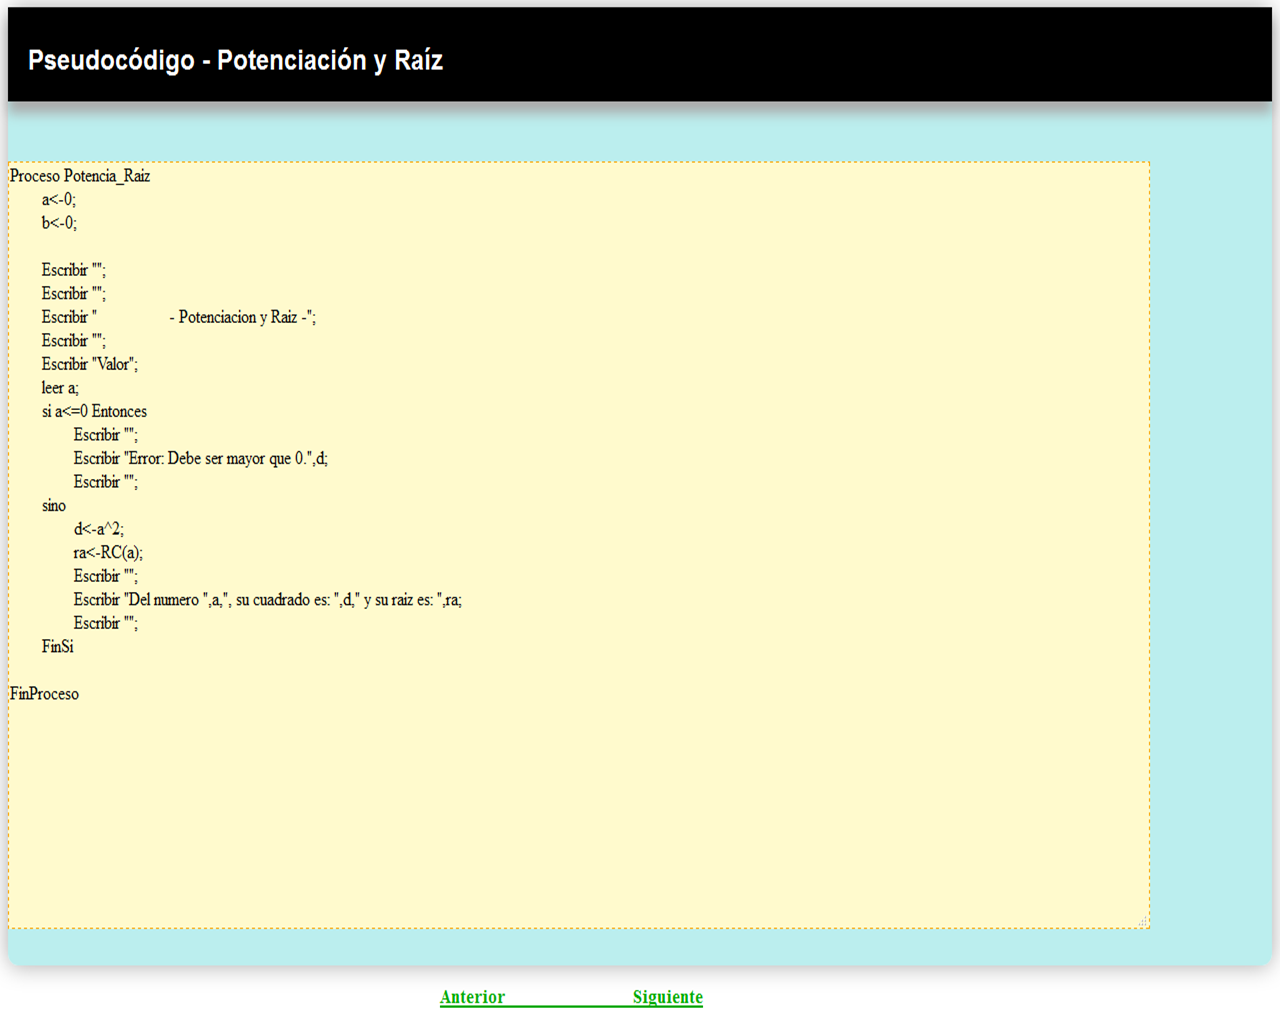 Pseudocódigo - Potenciación y Raíz
Proceso Potencia_Raiz
a<-0;
b<-0;
Escribir "";
Escribir "";
Escribir "                    - Potenciacion y Raiz -";
Escribir "";
Escribir "Valor";
leer a;
si a<=0 Entonces
Escribir "";
Escribir "Error: Debe ser mayor que 0.",d;
Escribir "";
sino
d<-a^2;
ra<-RC(a);
Escribir "";
Escribir "Del numero ",a,", su cuadrado es: ",d," y su raiz es: ",ra;
Escribir "";
FinSi
FinProceso
Anterior Siguiente